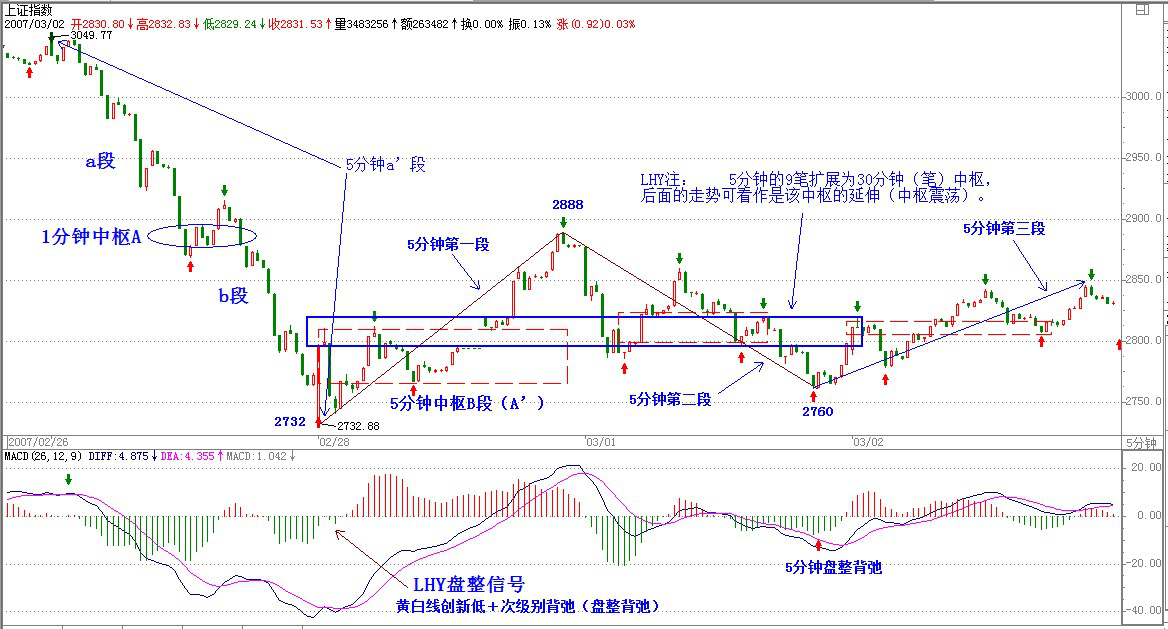 上证指数
2007/03/02 开2830.80↓高2832.83↓低2829.24↓收2831.53↑量3483256↑额263482↑换0.00% 振0.13% 涨(0.92)0.03%
3049.77
3000.0
a段
5分钟a’段
2950.0
LHY注： 5分钟的9笔扩展为30分钟（笔）中枢，
后面的走势可看作是该中枢的延伸（中枢震荡）。
2888
2900.0
1分钟中枢A
5分钟第一段
5分钟第三段
2850.0
b段
2800.0
5分钟中枢B段（A’）
5分钟第二段
2750.0
2760
2732
2732.88
2007/02/26
02/28
03/01
03/02
5分钟
MACD(26,12,9) DIFF:4.875↓ DEA:4.355↑ MACD:1.042↓
20.00
0.00
-20.00
5分钟盘整背弛
LHY盘整信号
黄白线创新低＋次级别背弛（盘整背弛）
-40.00